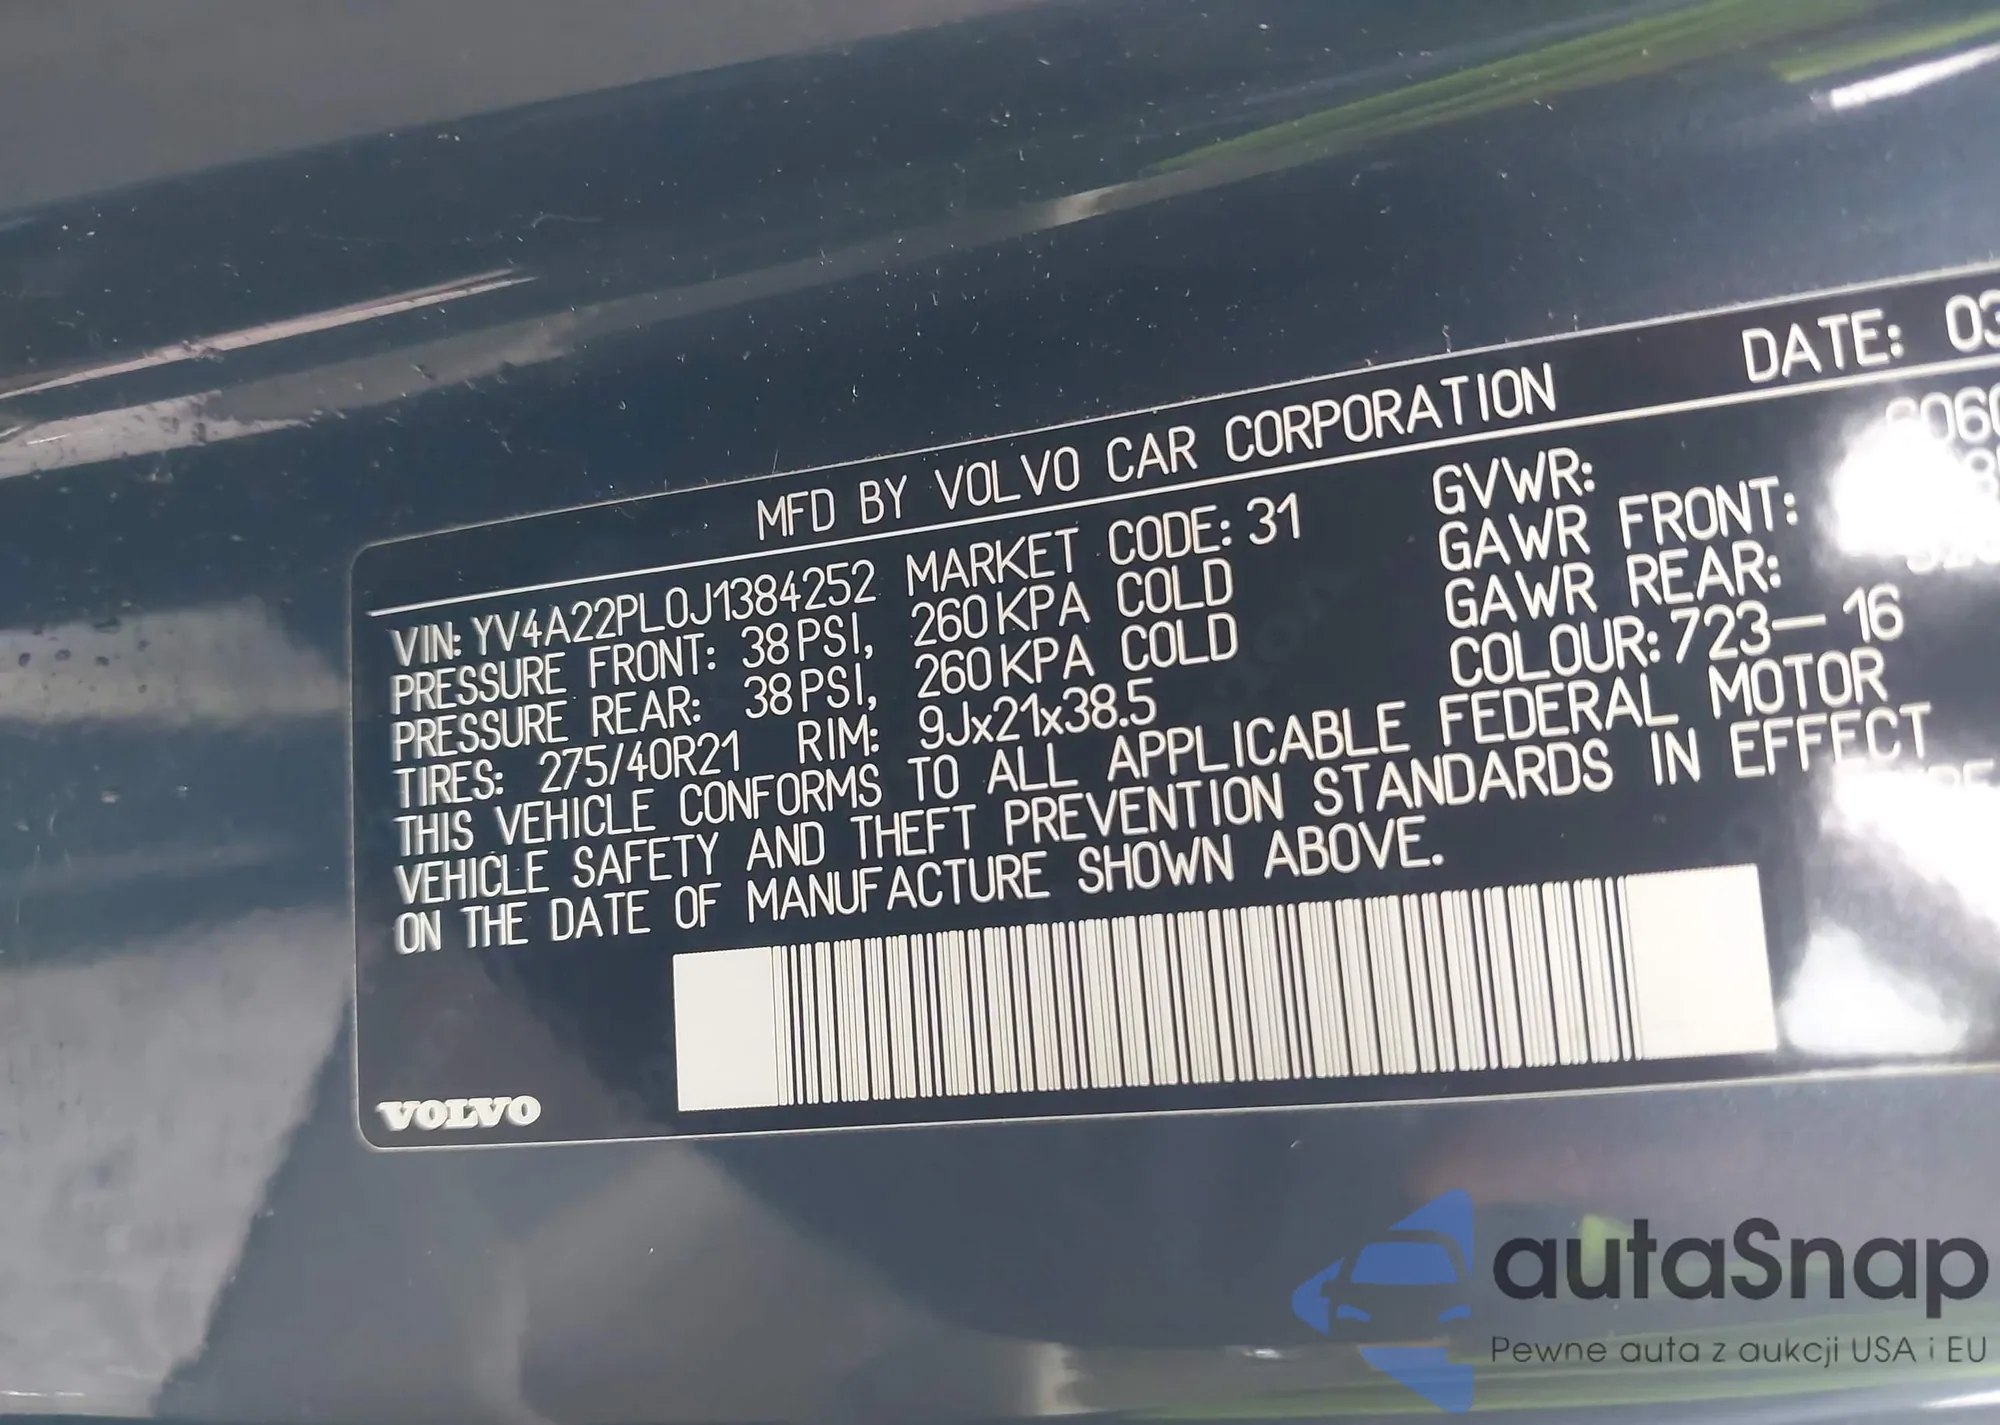 MFD BY VOLVO CAR CORPORATION DATE: 03
VIN: YV4A22PL0J1384252 MARKET CODE: 31 GVWR:
PRESSURE FRONT: 38 PSI, 260 KPA COLD GAWR FRONT:
PRESSURE REAR: 38 PSI, 260 KPA COLD GAWR REAR:
TIRES: 275/40R21 RIM: 9Jx21x38.5 COLOUR: 723— 16
THIS VEHICLE CONFORMS TO ALL APPLICABLE FEDERAL MOTOR
VEHICLE SAFETY AND THEFT PREVENTION STANDARDS IN EFFECT
ON THE DATE OF MANUFACTURE SHOWN ABOVE.
VOLVO
autaSnap
Pewne auta z aukcji USA i EU